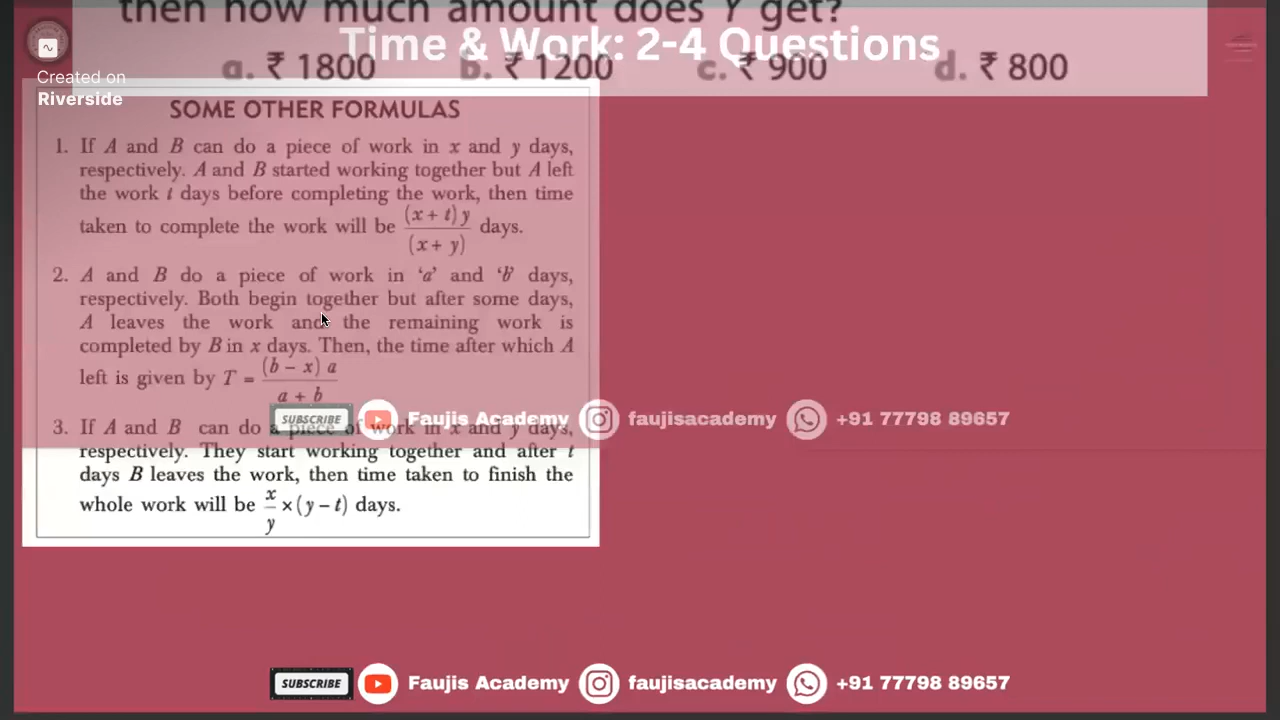 then how much amount does Y get?
Time & Work: 2-4 Questions
a. ₹ 1800 b. ₹ 1200 c. ₹ 900 d. ₹ 800
Created on
Riverside
SOME OTHER FORMULAS
1. If A and B can do a piece of work in x and y days,
respectively. A and B started working together but A left
the work t days before completing the work, then time
taken to complete the work will be (x + t) y / (x + y) days.
2. A and B do a piece of work in ‘a’ and ‘b’ days,
respectively. Both begin together but after some days,
A leaves the work and the remaining work is
completed by B in x days. Then, the time after which A
left is given by T = (b – x) a / a + b
SUBSCRIBE Faujis Academy faujisacademy +91 77798 89657
3. If A and B can do a piece of work in x and y days,
respectively. They start working together and after t
days B leaves the work, then time taken to finish the
whole work will be x/y × (y – t) days.
SUBSCRIBE Faujis Academy faujisacademy +91 77798 89657